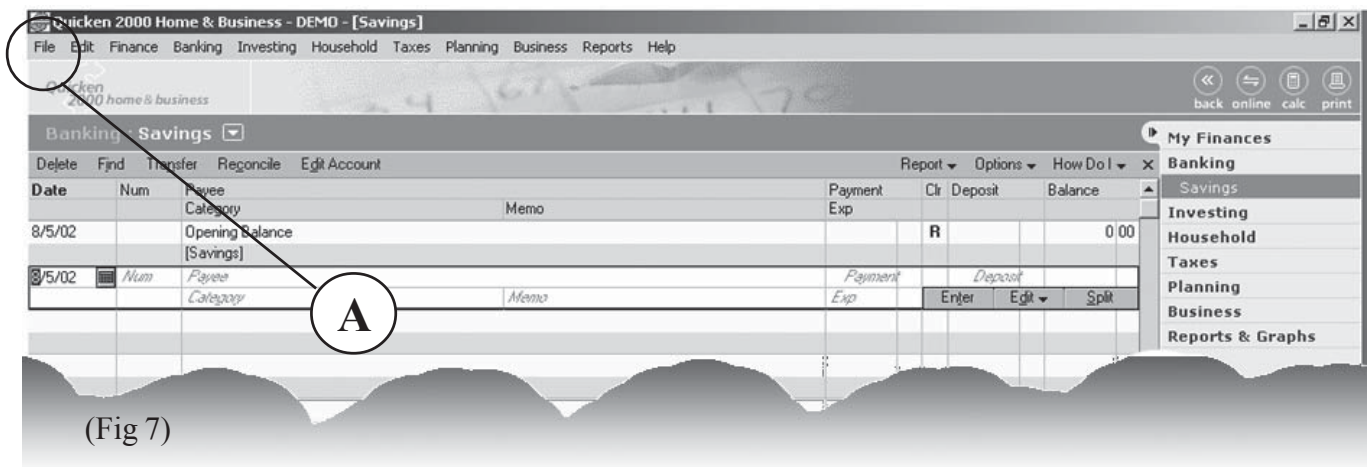 Quicken 2000 Home & Business - DEMO - [Savings]
File Edit Finance Banking Investing Household Taxes Planning Business Reports Help
Quicken
2000 home & business
back online calc print
Banking : Savings
My Finances
Delete Find Transfer Reconcile Edit Account Report Options How Do I X
Banking
Date Num Payee Payment Clr Deposit Balance
Savings
Category Memo Exp
Investing
8/5/02 Opening Balance R 0 00
Household
[Savings]
Taxes
8/5/02 Num Payee Payment Deposit
Planning
Category Memo Exp Enter Edit Split
Business
Reports & Graphs
A
(Fig 7)